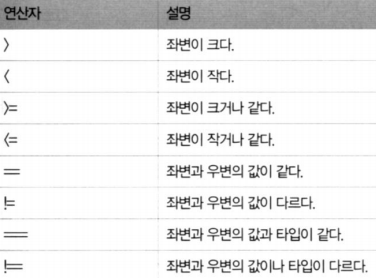 연산자 설명
> 좌변이 크다.
< 좌변이 작다.
>= 좌변이 크거나 같다.
<= 좌변이 작거나 같다.
== 좌변과 우변의 값이 같다.
!= 좌변과 우변의 값이 다르다.
=== 좌변과 우변의 값과 타입이 같다.
!== 좌변과 우변의 값이나 타입이 다르다.